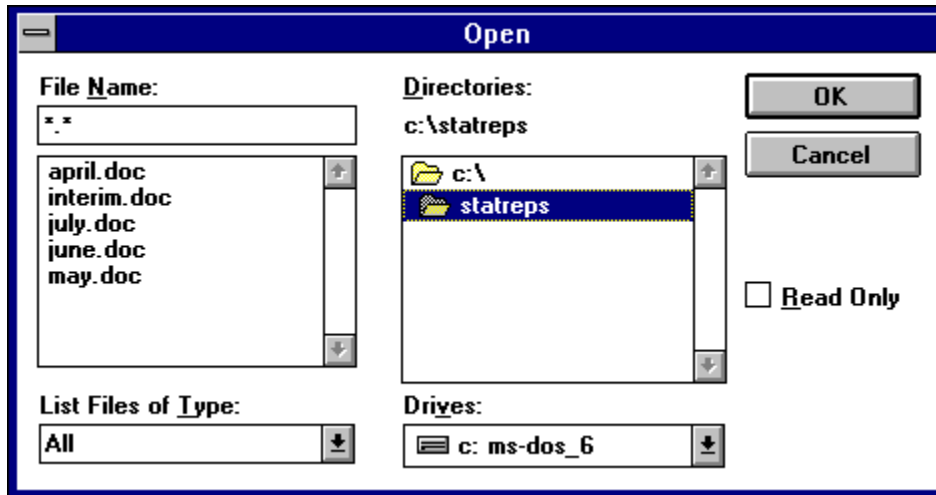 Open
File Name:
*.*
april.doc
interim.doc
july.doc
june.doc
may.doc
List Files of Type:
All
Directories:
c:\statreps
c:\
statreps
Drives:
c: ms-dos_6
OK
Cancel
Read Only